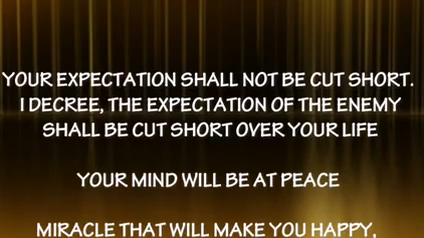 YOUR EXPECTATION SHALL NOT BE CUT SHORT.
I DECREE, THE EXPECTATION OF THE ENEMY
SHALL BE CUT SHORT OVER YOUR LIFE
YOUR MIND WILL BE AT PEACE
MIRACLE THAT WILL MAKE YOU HAPPY,